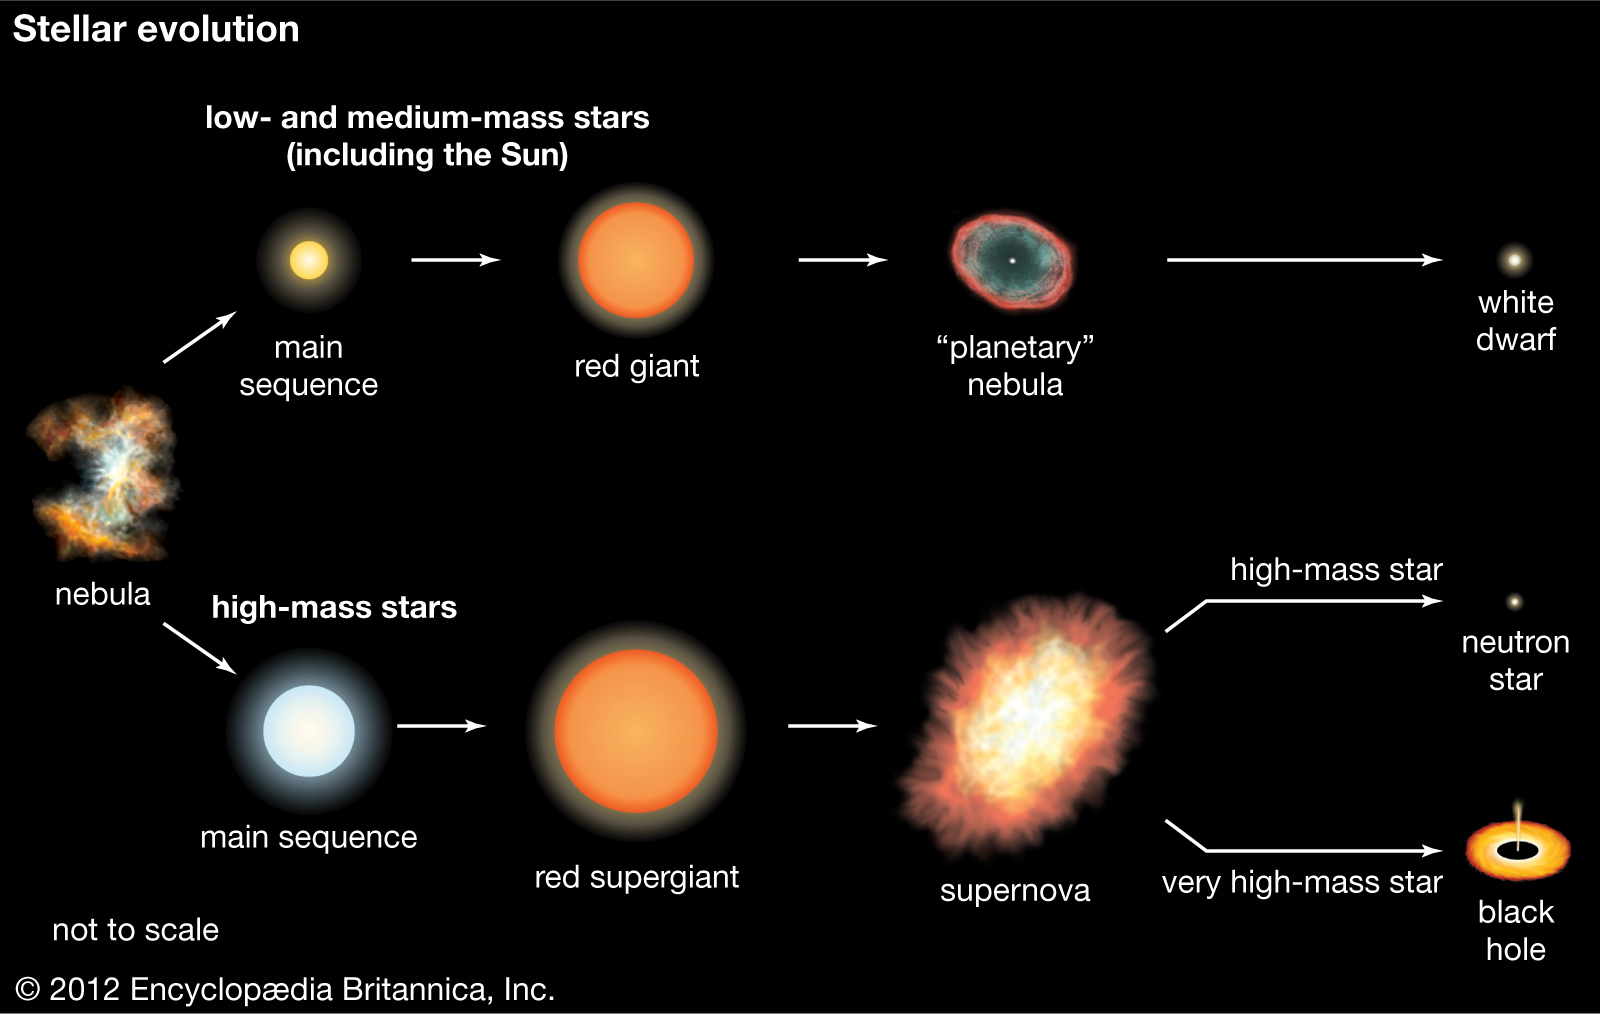 Stellar evolution
low- and medium-mass stars
(including the Sun)
main
sequence
red giant
“planetary”
nebula
white
dwarf
nebula
high-mass stars
main sequence
red supergiant
supernova
high-mass star
neutron
star
very high-mass star
black
hole
not to scale
© 2012 Encyclopædia Britannica, Inc.